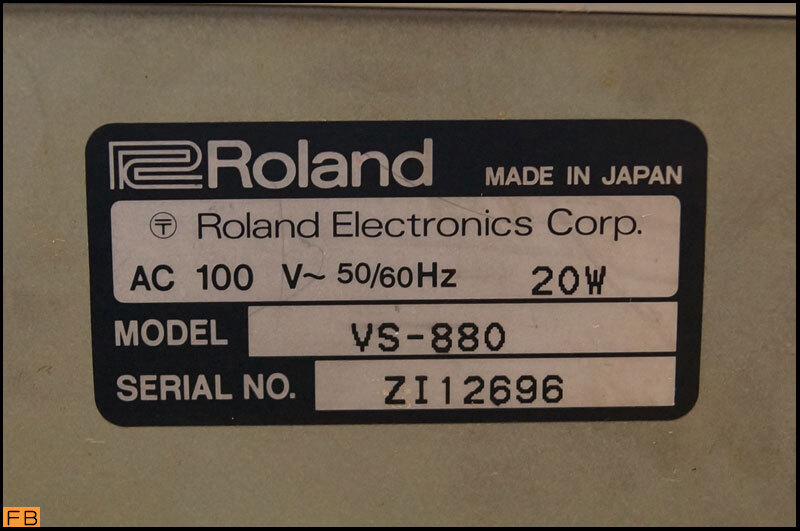 Roland MADE IN JAPAN
〶 Roland Electronics Corp.
AC 100 V~ 50/60Hz 20W
MODEL VS-880
SERIAL NO. ZI12696
FB